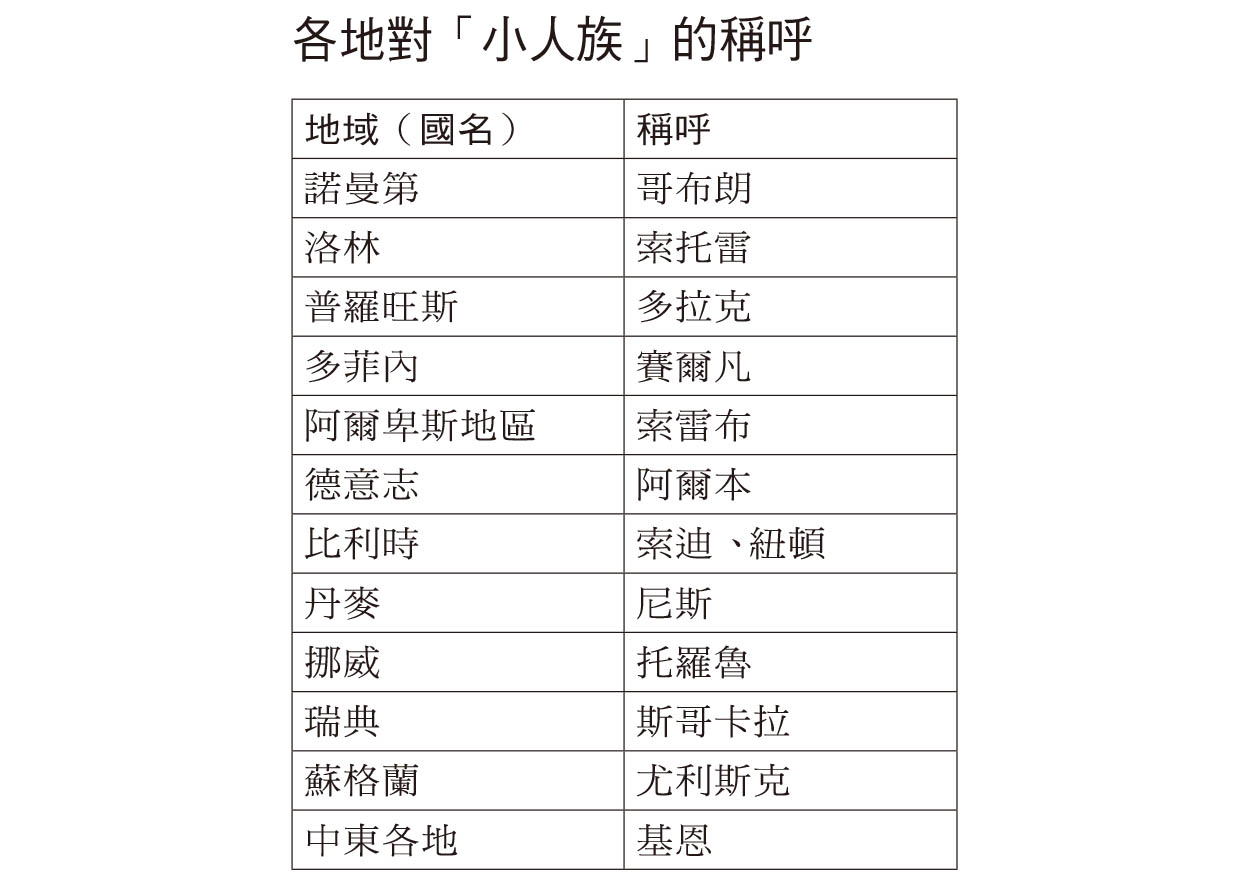 各地對「小人族」的稱呼
地域（國名） 稱呼
諾曼第 哥布朗
洛林 索托雷
普羅旺斯 多拉克
多菲內 賽爾凡
阿爾卑斯地區 索雷布
德意志 阿爾本
比利時 索迪、紐頓
丹麥 尼斯
挪威 托羅魯
瑞典 斯哥卡拉
蘇格蘭 尤利斯克
中東各地 基恩